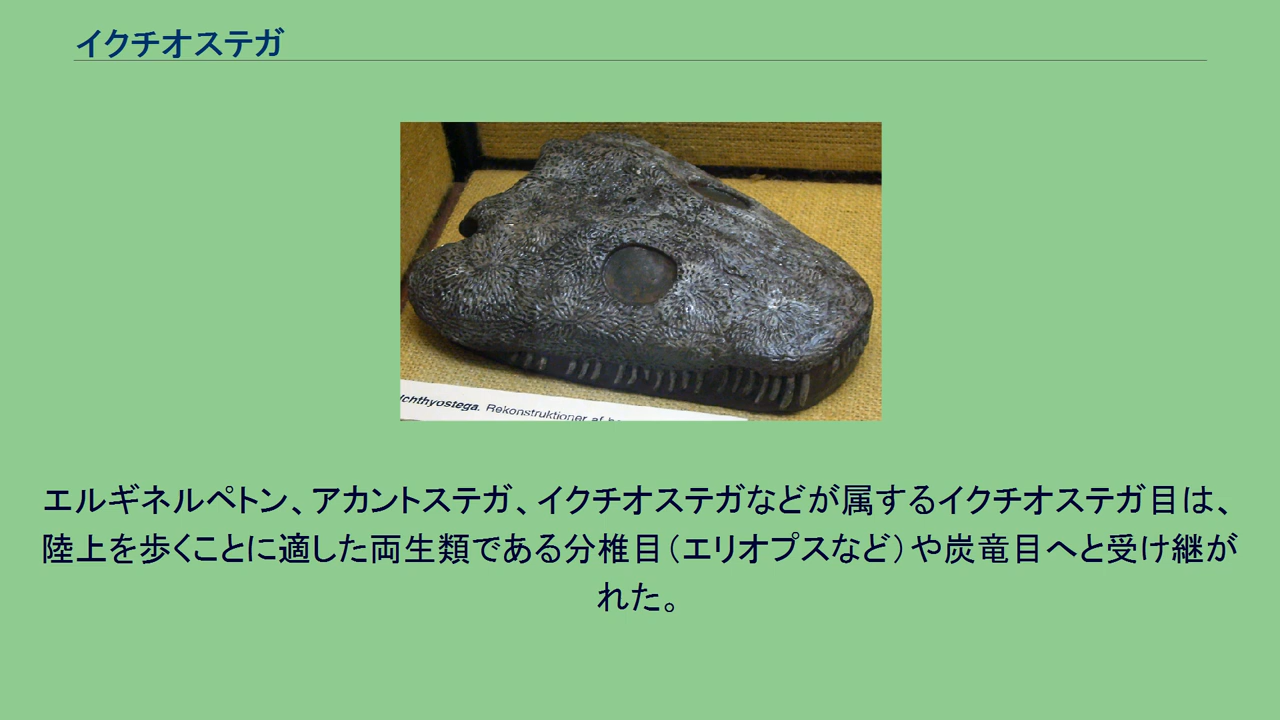 イクチオステガ
ichthyostega. Rekonstruktioner af
エルギネルペトン、アカントステガ、イクチオステガなどが属するイクチオステガ目は、
陸上を歩くことに適した両生類である分椎目（エリオプスなど）や炭竜目へと受け継が
れた。